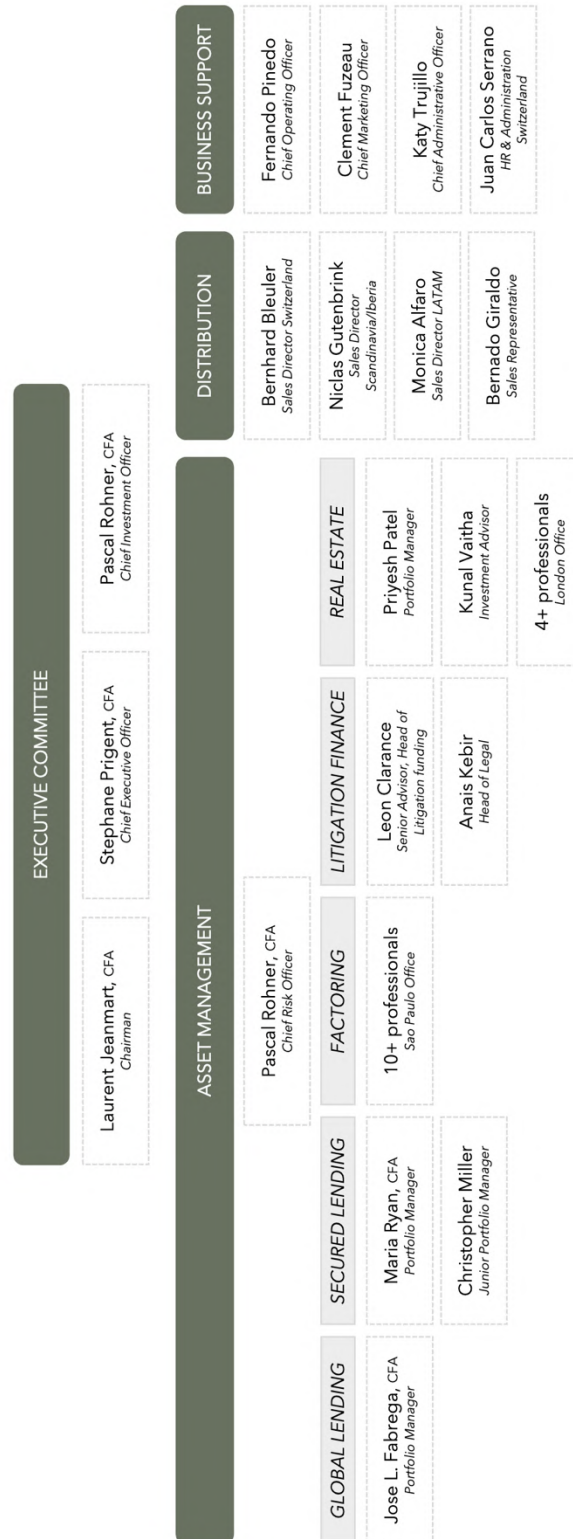 EXECUTIVE COMMITTEE
Laurent Jeanmart, CFA
Chairman
Stephane Prigent, CFA
Chief Executive Officer
Pascal Rohner, CFA
Chief Investment Officer
ASSET MANAGEMENT
Pascal Rohner, CFA
Chief Risk Officer
GLOBAL LENDING
Jose L. Fabrega, CFA
Portfolio Manager
SECURED LENDING
Maria Ryan, CFA
Portfolio Manager
Christopher Miller
Junior Portfolio Manager
FACTORING
10+ professionals
Sao Paulo Office
LITIGATION FINANCE
Leon Clarance
Senior Advisor, Head of
Litigation funding
Anais Kebir
Head of Legal
REAL ESTATE
Priyesh Patel
Portfolio Manager
Kunal Vaitha
Investment Advisor
4+ professionals
London Office
DISTRIBUTION
Bernhard Bleuler
Sales Director Switzerland
Niclas Gutenbrink
Sales Director
Scandinavia/Iberia
Monica Alfaro
Sales Director LATAM
Bernado Giraldo
Sales Representative
BUSINESS SUPPORT
Fernando Pinedo
Chief Operating Officer
Clement Fuzeau
Chief Marketing Officer
Katy Trujillo
Chief Administrative Officer
Juan Carlos Serrano
HR & Administration
Switzerland